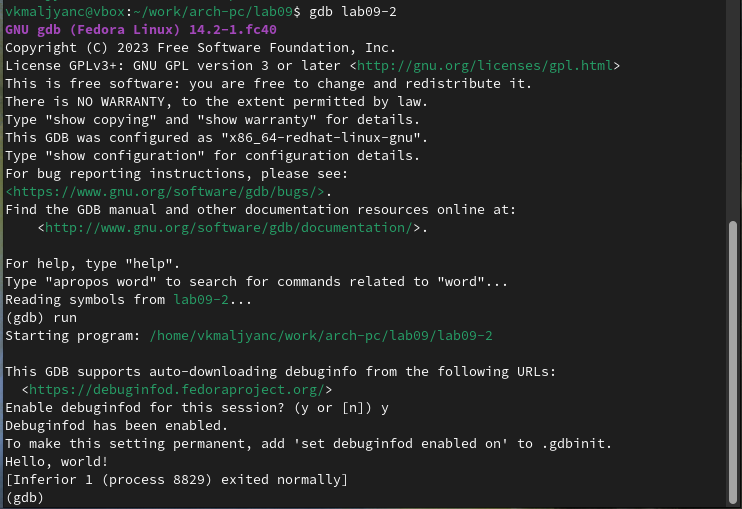 vkmaljyanc@vbox:~/work/arch-pc/lab09$ gdb lab09-2
GNU gdb (Fedora Linux) 14.2-1.fc40
Copyright (C) 2023 Free Software Foundation, Inc.
License GPLv3+: GNU GPL version 3 or later <http://gnu.org/licenses/gpl.html>
This is free software: you are free to change and redistribute it.
There is NO WARRANTY, to the extent permitted by law.
Type "show copying" and "show warranty" for details.
This GDB was configured as "x86_64-redhat-linux-gnu".
Type "show configuration" for configuration details.
For bug reporting instructions, please see:
<https://www.gnu.org/software/gdb/bugs/>.
Find the GDB manual and other documentation resources online at:
    <http://www.gnu.org/software/gdb/documentation/>.

For help, type "help".
Type "apropos word" to search for commands related to "word"...
Reading symbols from lab09-2...
(gdb) run
Starting program: /home/vkmaljyanc/work/arch-pc/lab09/lab09-2

This GDB supports auto-downloading debuginfo from the following URLs:
  <https://debuginfod.fedoraproject.org/>
Enable debuginfod for this session? (y or [n]) y
Debuginfod has been enabled.
To make this setting permanent, add 'set debuginfod enabled on' to .gdbinit.
Hello, world!
[Inferior 1 (process 8829) exited normally]
(gdb)